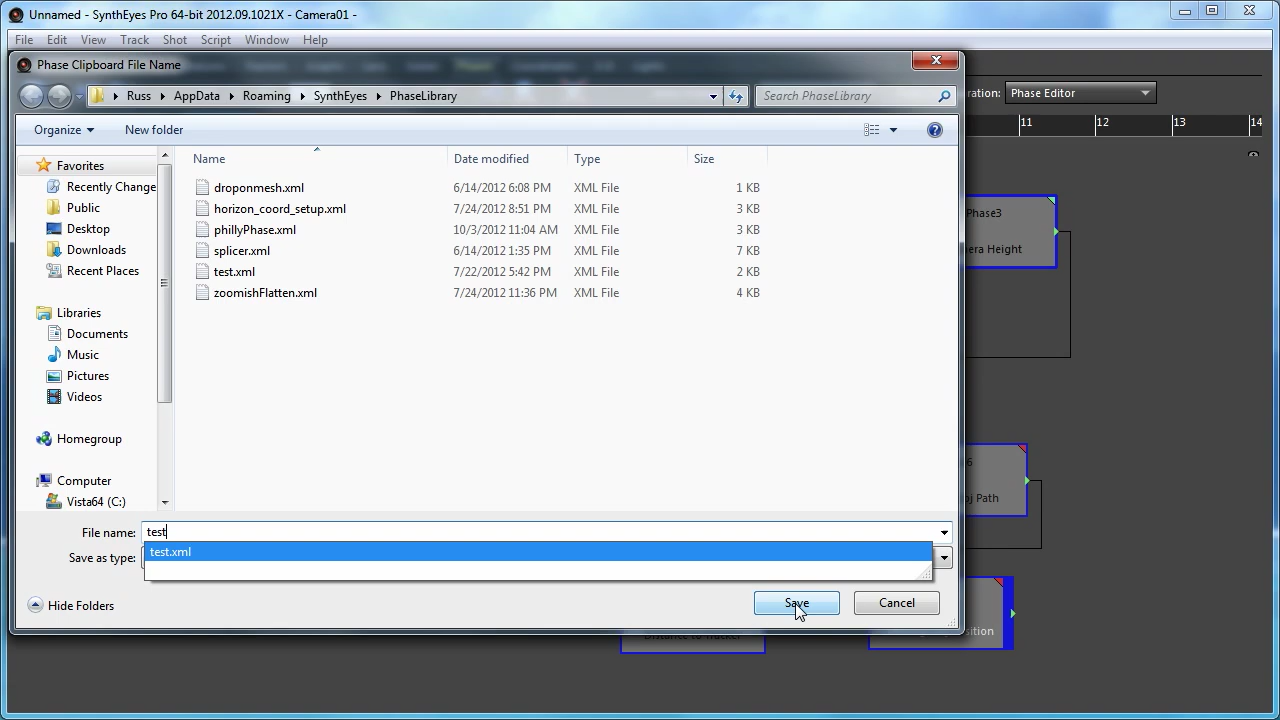 Unnamed - SynthEyes Pro 64-bit 2012.09.1021X - Camera01 -
File Edit View Track Shot Script Window Help
Phase Clipboard File Name
Russ AppData Roaming SynthEyes PhaseLibrary
Search PhaseLibrary
ration: Phase Editor
Organize New folder
11 12 13 14
Name Date modified Type Size
Favorites
Recently Change
Public
Desktop
Downloads
Recent Places
Libraries
Documents
Music
Pictures
Videos
Homegroup
Computer
Vista64 (C:)
droponmesh.xml 6/14/2012 6:08 PM XML File 1 KB
horizon_coord_setup.xml 7/24/2012 8:51 PM XML File 3 KB
phillyPhase.xml 10/3/2012 11:04 AM XML File 3 KB
splicer.xml 6/14/2012 1:35 PM XML File 7 KB
test.xml 7/22/2012 5:42 PM XML File 2 KB
zoomishFlatten.xml 7/24/2012 11:36 PM XML File 4 KB
Phase3
era Height
6
oj Path
File name: test
test.xml
Save as type:
Hide Folders
Save Cancel
Distance to Tracker
osition